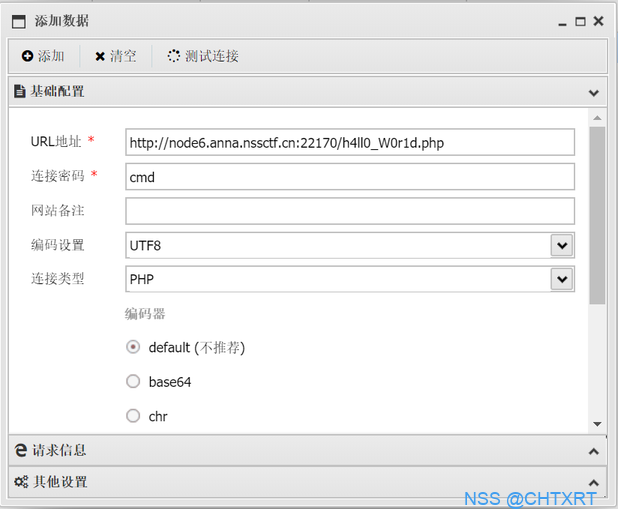 添加数据
添加 清空 测试连接
基础配置
URL地址 * http://node6.anna.nssctf.cn:22170/h4ll0_W0r1d.php
连接密码 * cmd
网站备注
编码设置 UTF8
连接类型 PHP
编码器
default (不推荐)
base64
chr
请求信息
其他设置
NSS @CHTXRT